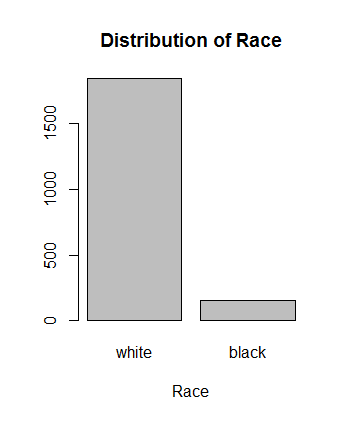 Distribution of Race
1500
1000
500
0
white black
Race